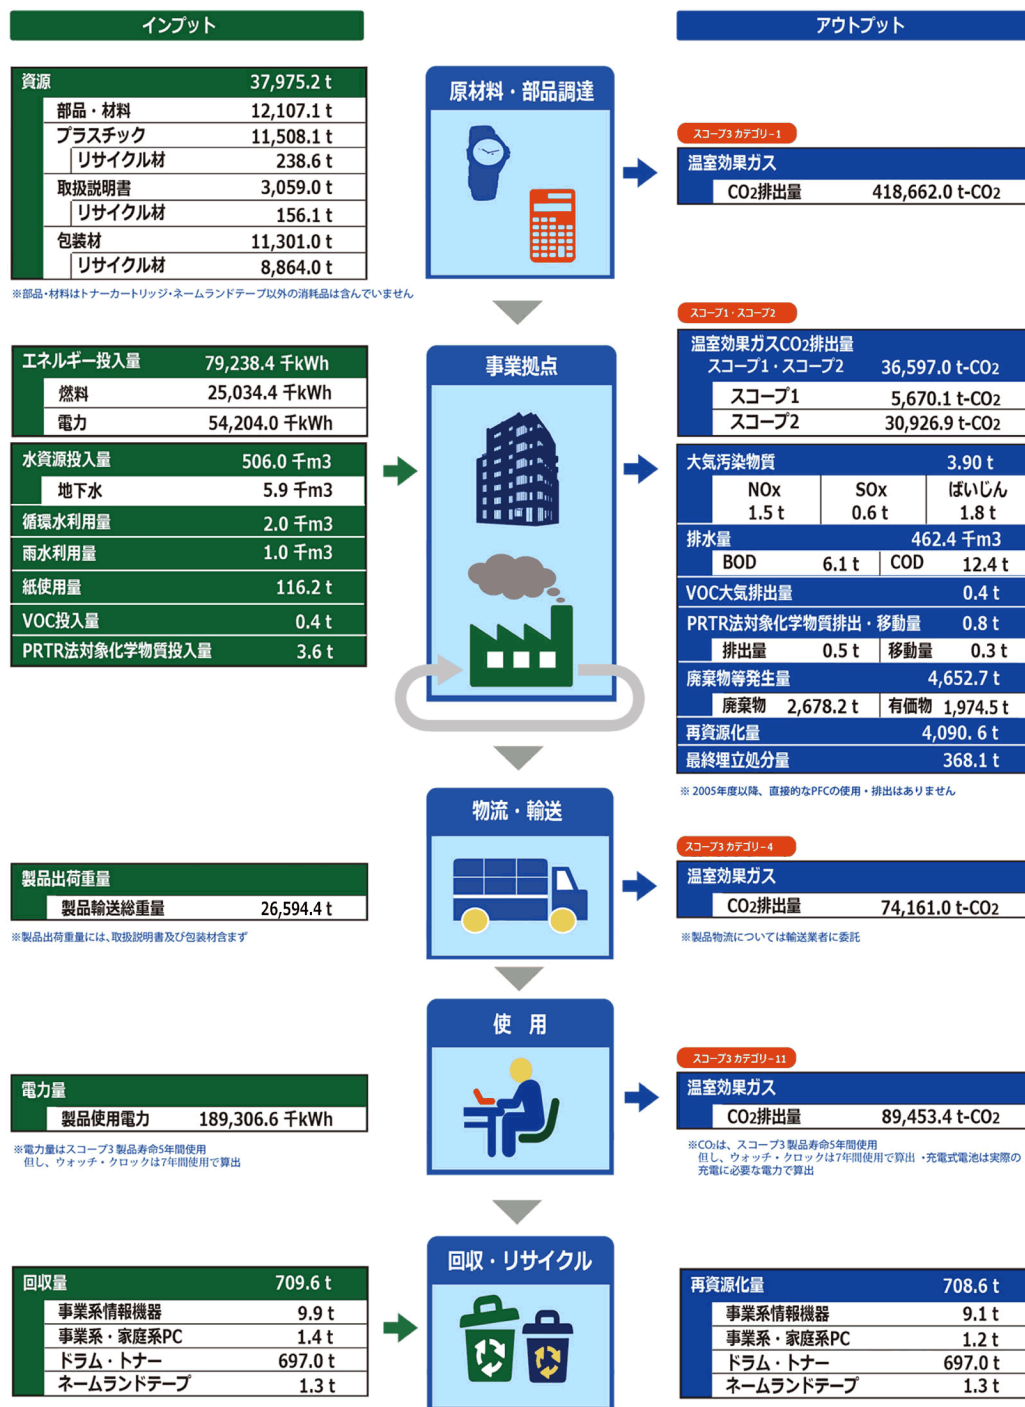 インプット
アウトプット
資源 37,975.2 t
部品・材料 12,107.1 t
プラスチック 11,508.1 t
リサイクル材 238.6 t
取扱説明書 3,059.0 t
リサイクル材 156.1 t
包装材 11,301.0 t
リサイクル材 8,864.0 t
※部品・材料はトナーカートリッジ・ネームランドテープ以外の消耗品は含んでいません
原材料・部品調達
スコープ3 カテゴリ−1
温室効果ガス
CO2排出量 418,662.0 t-CO2
エネルギー投入量 79,238.4 千kWh
燃料 25,034.4 千kWh
電力 54,204.0 千kWh
水資源投入量 506.0 千m3
地下水 5.9 千m3
循環水利用量 2.0 千m3
雨水利用量 1.0 千m3
紙使用量 116.2 t
VOC投入量 0.4 t
PRTR法対象化学物質投入量 3.6 t
事業拠点
スコープ1・スコープ2
温室効果ガスCO2排出量
スコープ1・スコープ2 36,597.0 t-CO2
スコープ1 5,670.1 t-CO2
スコープ2 30,926.9 t-CO2
大気汚染物質 3.90 t
NOx SOx ばいじん
1.5 t 0.6 t 1.8 t
排水量 462.4 千m3
BOD 6.1 t COD 12.4 t
VOC大気排出量 0.4 t
PRTR法対象化学物質排出・移動量 0.8 t
排出量 0.5 t 移動量 0.3 t
廃棄物等発生量 4,652.7 t
廃棄物 2,678.2 t 有価物 1,974.5 t
再資源化量 4,090. 6 t
最終埋立処分量 368.1 t
※ 2005年度以降、直接的なPFCの使用・排出はありません
製品出荷重量
製品輸送総重量 26,594.4 t
※製品出荷重量には、取扱説明書及び包装材含まず
物流・輸送
スコープ3 カテゴリ−4
温室効果ガス
CO2排出量 74,161.0 t-CO2
※製品物流については輸送業者に委託
電力量
製品使用電力 189,306.6 千kWh
※電力量はスコープ3 製品寿命5年間使用
但し、ウォッチ・クロックは7年間使用で算出
使 用
スコープ3 カテゴリ−11
温室効果ガス
CO2排出量 89,453.4 t-CO2
※CO2は、スコープ3 製品寿命5年間使用
但し、ウォッチ・クロックは7年間使用で算出 ・充電式電池は実際の
充電に必要な電力で算出
回収量 709.6 t
事業系情報機器 9.9 t
事業系・家庭系PC 1.4 t
ドラム・トナー 697.0 t
ネームランドテープ 1.3 t
回収・リサイクル
再資源化量 708.6 t
事業系情報機器 9.1 t
事業系・家庭系PC 1.2 t
ドラム・トナー 697.0 t
ネームランドテープ 1.3 t